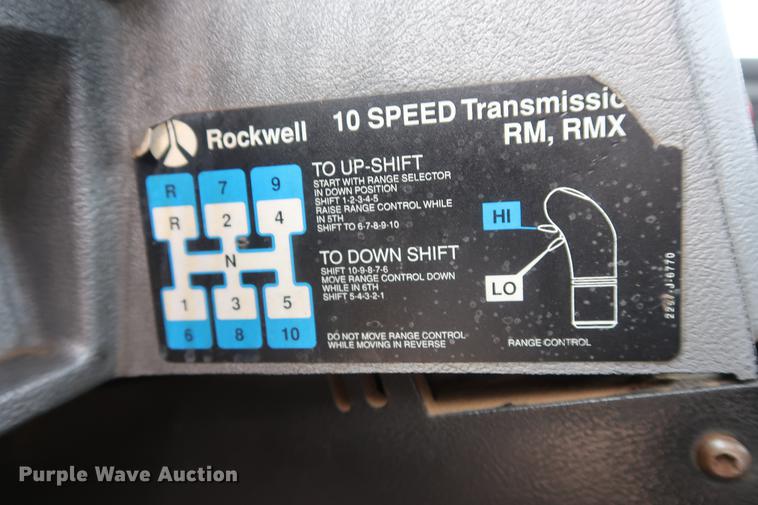 Rockwell 10 SPEED Transmissio
RM, RMX
R 7 9
R 2 4
N
1 3 5
6 8 10
TO UP-SHIFT
START WITH RANGE SELECTOR
IN DOWN POSITION
SHIFT 1-2-3-4-5
RAISE RANGE CONTROL WHILE
IN 5TH
SHIFT TO 6-7-8-9-10
TO DOWN SHIFT
SHIFT 10-9-8-7-6
MOVE RANGE CONTROL DOWN
WHILE IN 6TH
SHIFT 5-4-3-2-1
DO NOT MOVE RANGE CONTROL
WHILE MOVING IN REVERSE
HI
LO
RANGE CONTROL
Purple Wave Auction